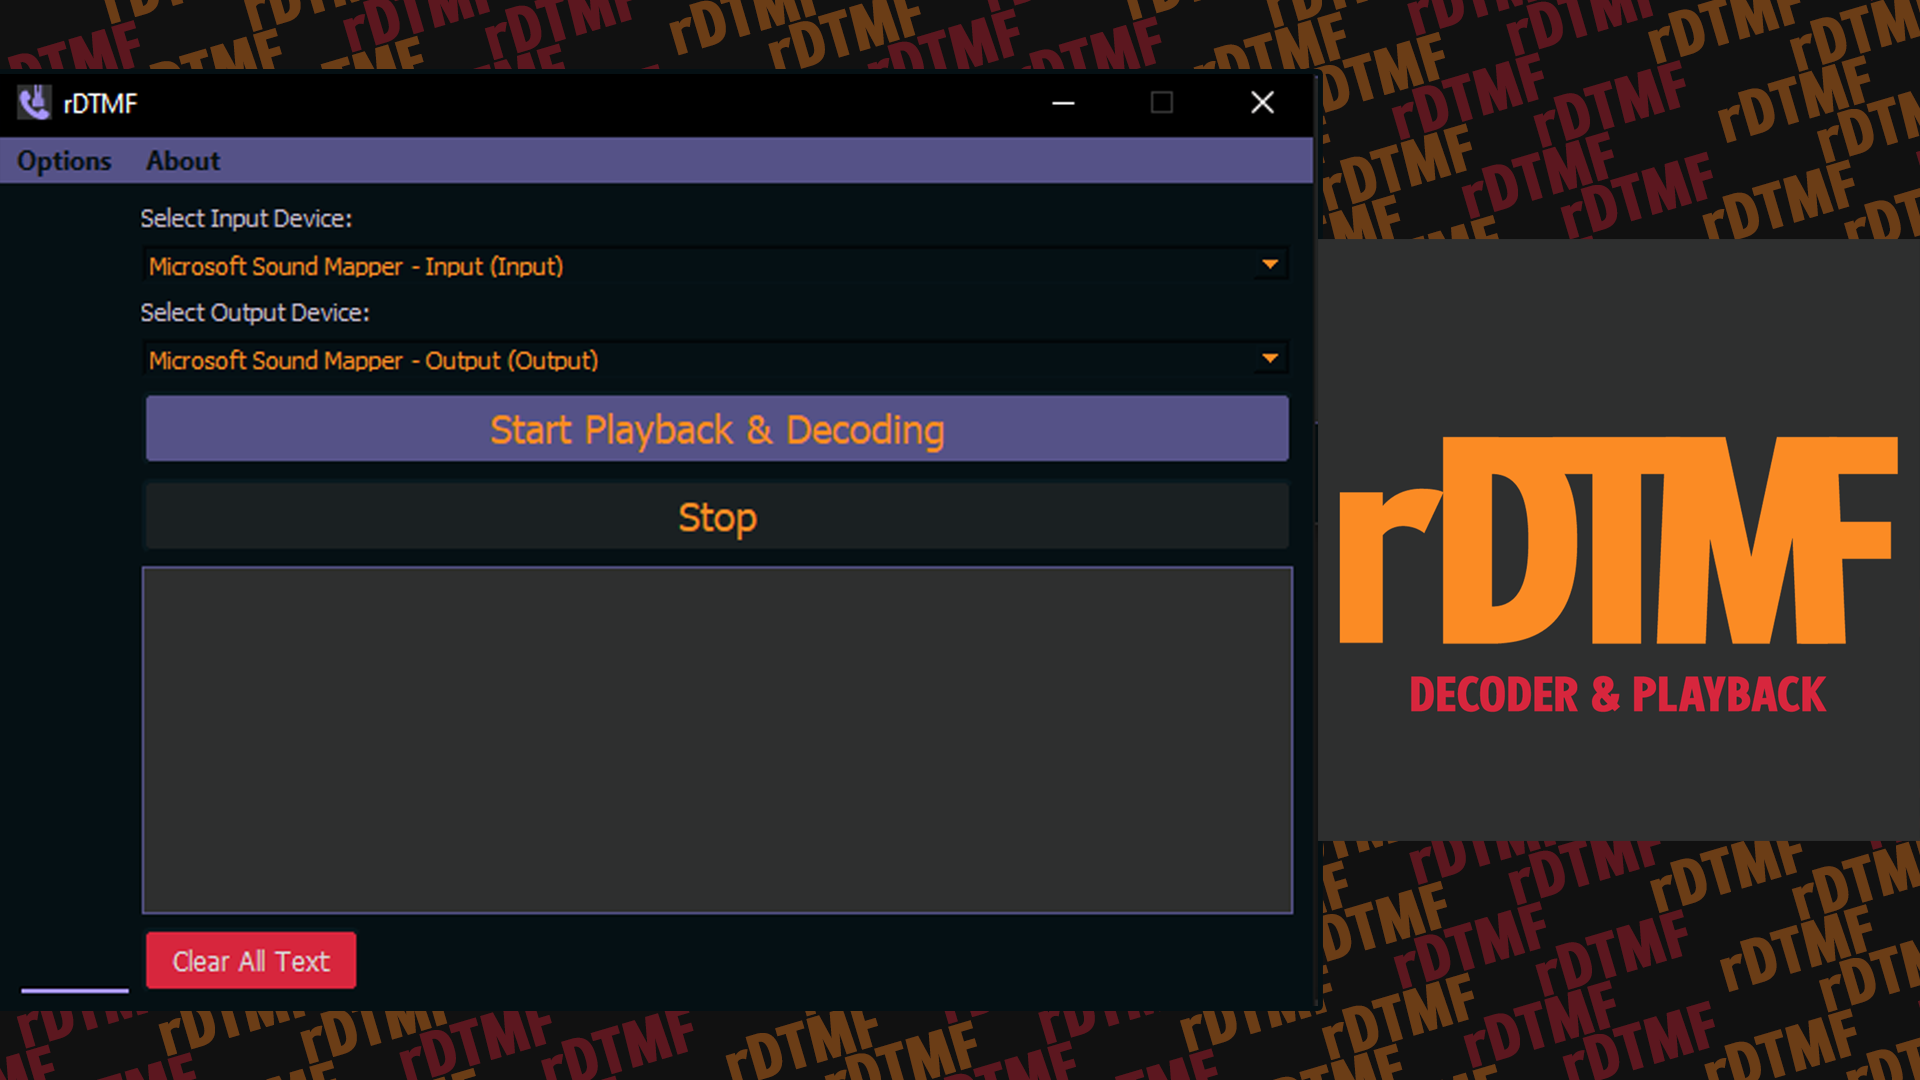 rDTMF
Options About
Select Input Device:
Microsoft Sound Mapper - Input (Input)
Select Output Device:
Microsoft Sound Mapper - Output (Output)
Start Playback & Decoding
Stop
Clear All Text
rDTMF
DECODER & PLAYBACK